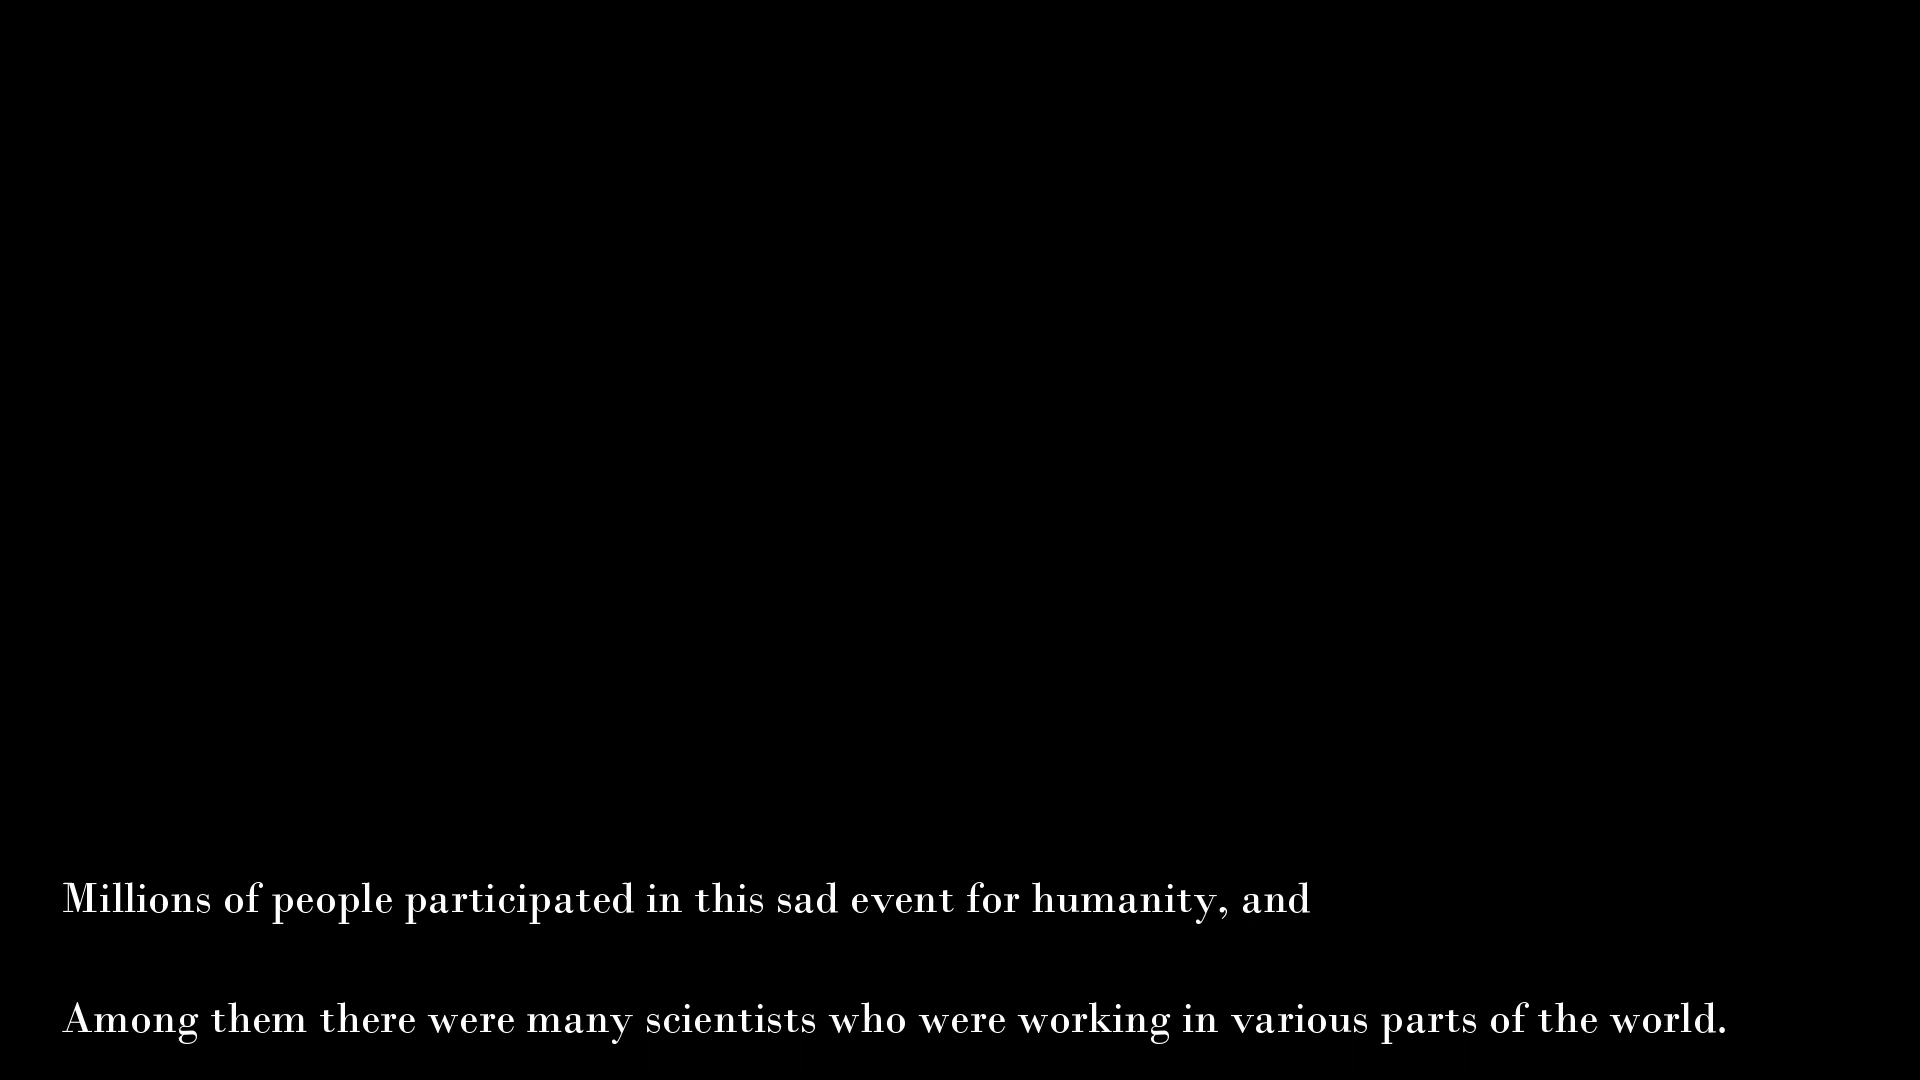 Millions of people participated in this sad event for humanity, and
Among them there were many scientists who were working in various parts of the world.